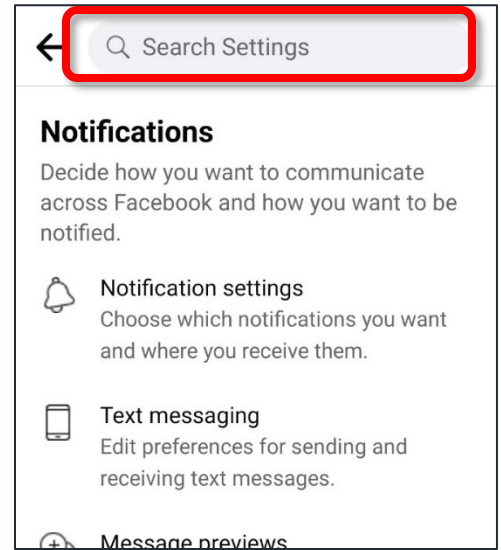 Search Settings
Notifications
Decide how you want to communicate
across Facebook and how you want to be
notified.
Notification settings
Choose which notifications you want
and where you receive them.
Text messaging
Edit preferences for sending and
receiving text messages.
Message previews